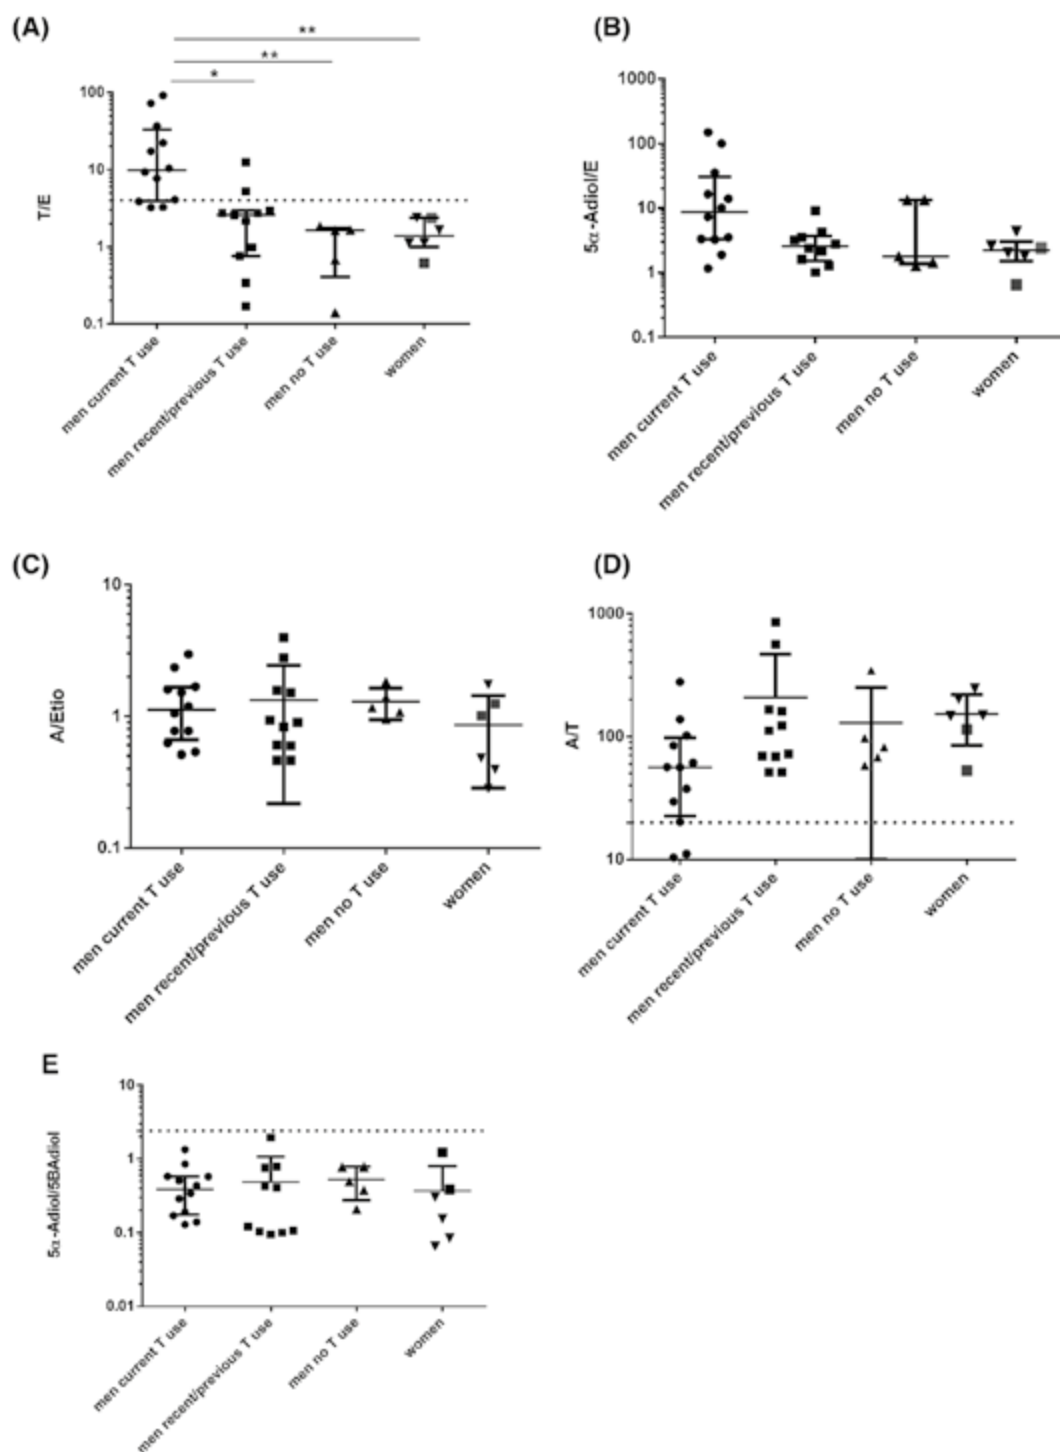 (A)
**
**
*
100
10
1
0.1
T/E
men current T use
men recent/previous T use
men no T use
women
(B)
1000
100
10
1
0.1
5α-Adiol/E
men current T use
men recent/previous T use
men no T use
women
(C)
10
1
0.1
A/Etio
men current T use
men recent/previous T use
men no T use
women
(D)
1000
100
10
A/T
men current T use
men recent/previous T use
men no T use
women
E
10
1
0.1
0.01
5α-Adiol/5BAdiol
men current T use
men recent/previous T use
men no T use
women